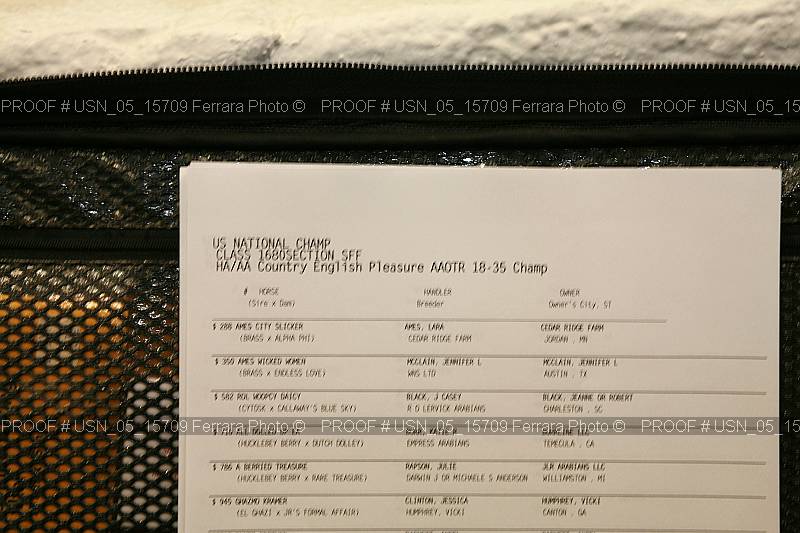 PROOF # USN_05_15709 Ferrara Photo © PROOF # USN_05_15709 Ferrara Photo © PROOF # USN_05_15
US NATIONAL CHAMP
CLASS 1680SECTION SFF
HA/AA Country English Pleasure AAOTR 18-35 Champ
# HORSE HANDLER OWNER
(Sire x Dam) Breeder Owner's City, ST
$ 288 AMES CITY SLICKER AMES, LARA CEDAR RIDGE FARM
(BRASS x ALPHA PHI) CEDAR RIDGE FARM JORDAN , MN
$ 350 AMES WICKED WOMEN MCCLAIN, JENNIFER L MCCLAIN, JENNIFER L
(BRASS x ENDLESS LOVE) WNS LTD AUSTIN , TX
$ 582 ROL WOOPCY DAICY BLACK, J CASEY BLACK, JEANNE OR ROBERT
(CYTOSK x CALLAWAY'S BLUE SKY) R O LERVICK ARABIANS CHARLESTON , SC
PROOF # USN_05_15709 Ferrara Photo © PROOF # USN_05_15709 Ferrara Photo © PROOF # USN_05_15
(HUCKLEBEY BERRY x DUTCH DOLLEY) EMPRESS ARABIANS TEMECULA , CA
$ 786 A BERRIED TREASURE RAPSON, JULIE JLR ARABIANS LLC
(HUCKLEBEY BERRY x RARE TREASURE) DARWIN J OR MICHAELE S ANDERSON WILLIAMSTON , MI
$ 945 GHAZMO KRAMER CLINTON, JESSICA HUMPHREY, VICKI
(EL GHAZI x JR'S FORMAL AFFAIR) HUMPHREY, VICKI CANTON , GA